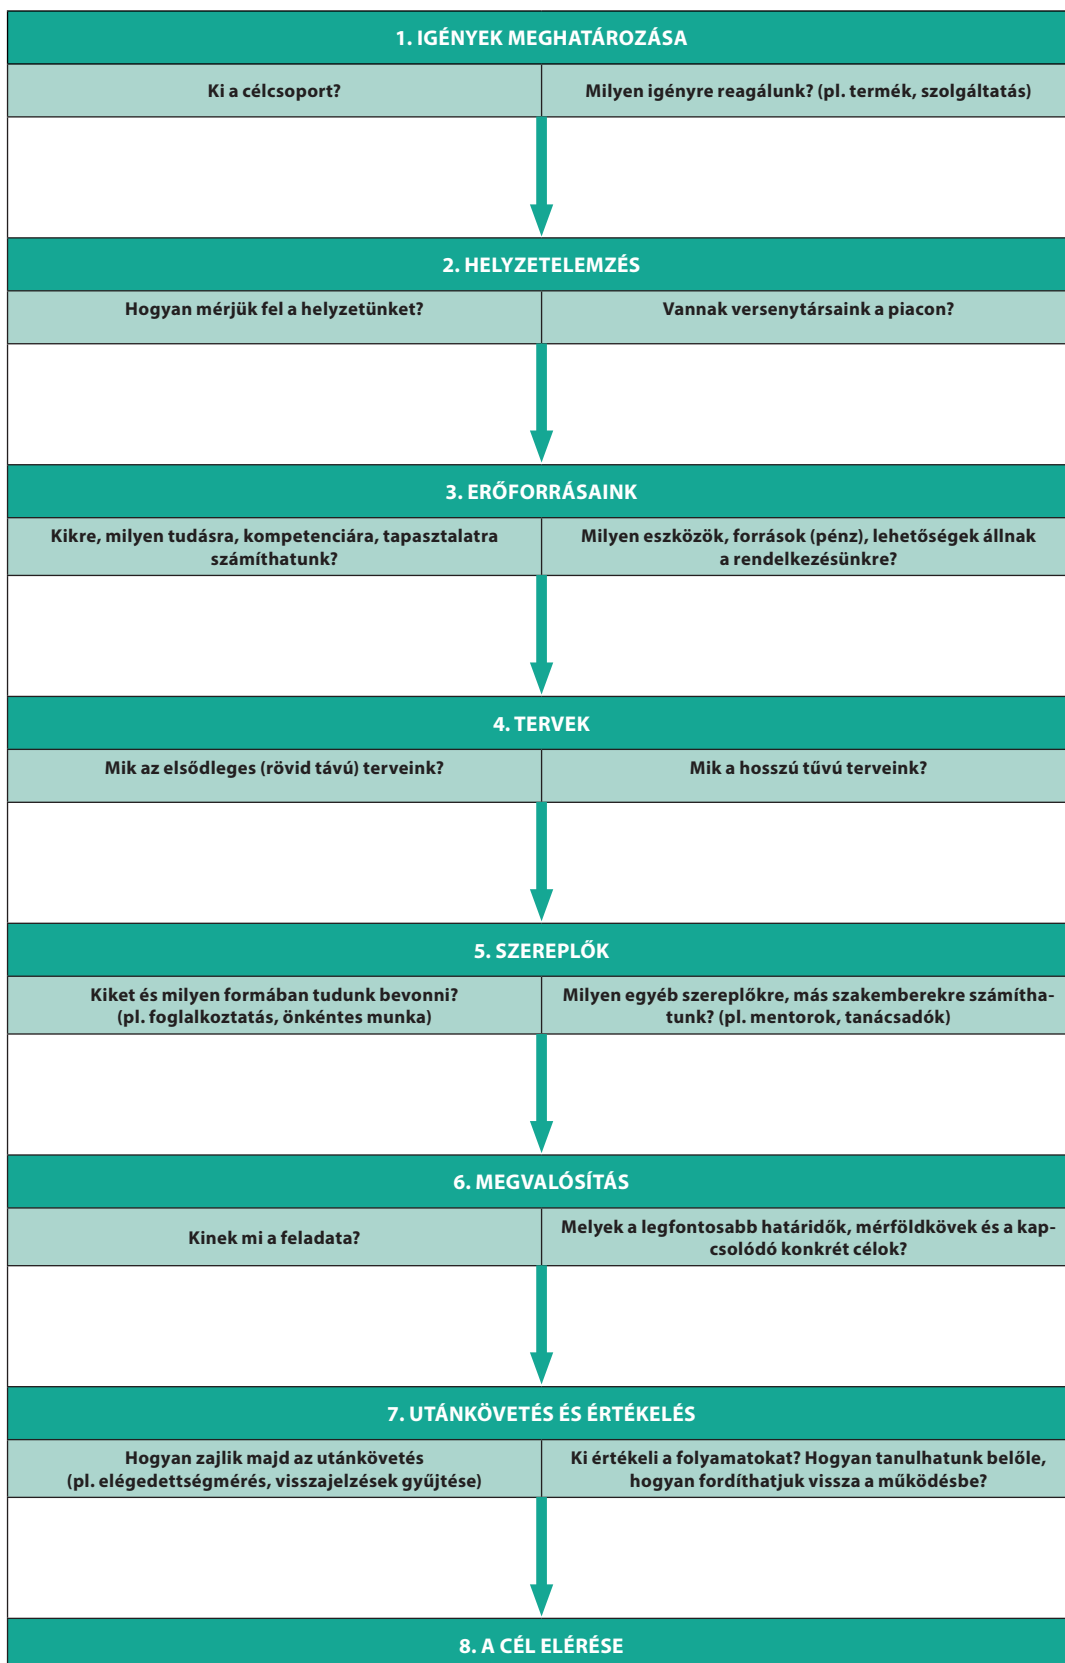 1. IGÉNYEK MEGHATÁROZÁSA
Ki a célcsoport?
Milyen igényre reagálunk? (pl. termék, szolgáltatás)
2. HELYZETELEMZÉS
Hogyan mérjük fel a helyzetünket?
Vannak versenytársaink a piacon?
3. ERŐFORRÁSAINK
Kikre, milyen tudásra, kompetenciára, tapasztalatra
számíthatunk?
Milyen eszközök, források (pénz), lehetőségek állnak
a rendelkezésünkre?
4. TERVEK
Mik az elsődleges (rövid távú) terveink?
Mik a hosszú tűvú terveink?
5. SZEREPLŐK
Kiket és milyen formában tudunk bevonni?
(pl. foglalkoztatás, önkéntes munka)
Milyen egyéb szereplőkre, más szakemberekre számítha-
tunk? (pl. mentorok, tanácsadók)
6. MEGVALÓSÍTÁS
Kinek mi a feladata?
Melyek a legfontosabb határidők, mérföldkövek és a kap-
csolódó konkrét célok?
7. UTÁNKÖVETÉS ÉS ÉRTÉKELÉS
Hogyan zajlik majd az utánkövetés
(pl. elégedettségmérés, visszajelzések gyűjtése)
Ki értékeli a folyamatokat? Hogyan tanulhatunk belőle,
hogyan fordíthatjuk vissza a működésbe?
8. A CÉL ELÉRÉSE